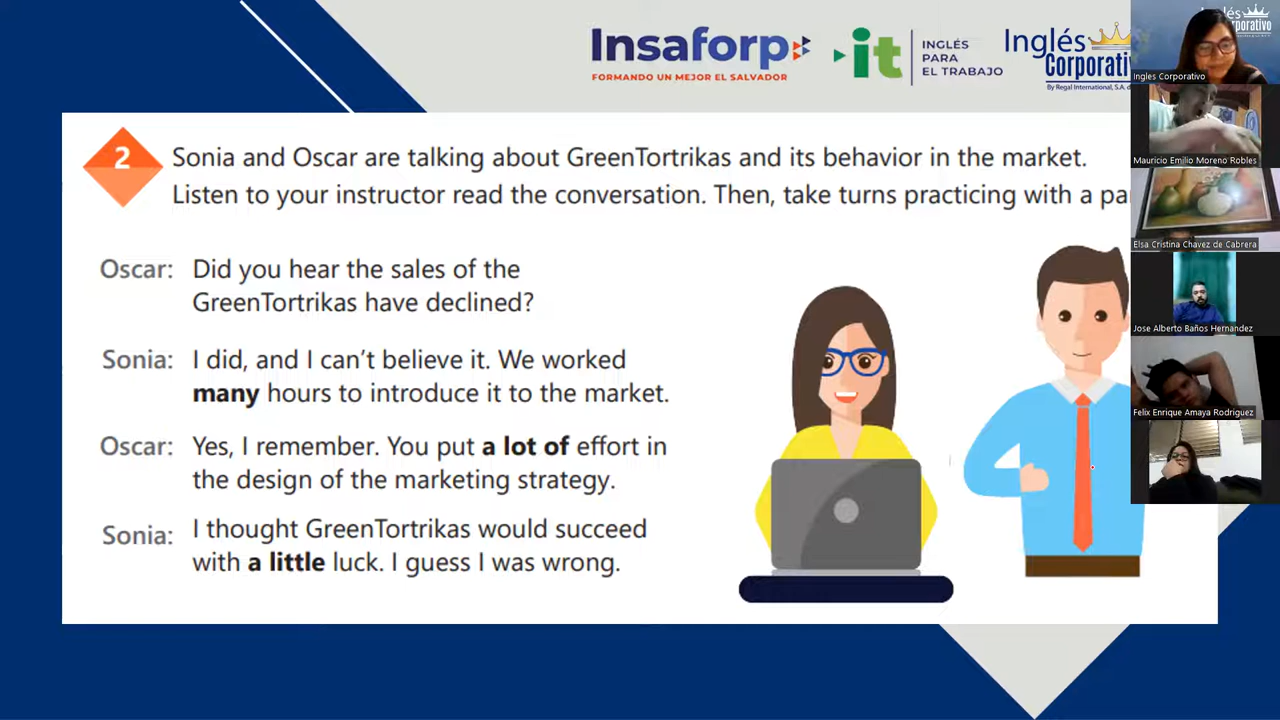 Insaforp
FORMANDO UN MEJOR EL SALVADOR
it
INGLÉS
PARA
EL TRABAJO
Inglés
Corporativ
By Regal International, S.A. d
Ingles Corporativo
Mauricio Emilio Moreno Robles
Elsa Cristina Chavez de Cabrera
Jose Alberto Baños Hernandez
Felix Enrique Amaya Rodriguez
2
Sonia and Oscar are talking about GreenTortrikas and its behavior in the market.
Listen to your instructor read the conversation. Then, take turns practicing with a pa
Oscar: Did you hear the sales of the
GreenTortrikas have declined?
Sonia: I did, and I can't believe it. We worked
many hours to introduce it to the market.
Oscar: Yes, I remember. You put a lot of effort in
the design of the marketing strategy.
Sonia: I thought GreenTortrikas would succeed
with a little luck. I guess I was wrong.